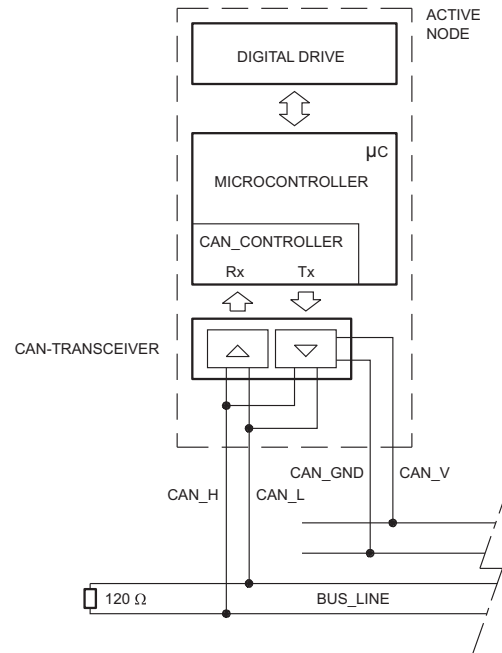 ACTIVE
NODE
DIGITAL DRIVE
μC
MICROCONTROLLER
CAN_CONTROLLER
Rx Tx
CAN-TRANSCEIVER
CAN_GND CAN_V
CAN_H CAN_L
120 Ω BUS_LINE